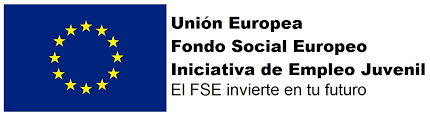 Unión Europea
Fondo Social Europeo
Iniciativa de Empleo Juvenil
El FSE invierte en tu futuro